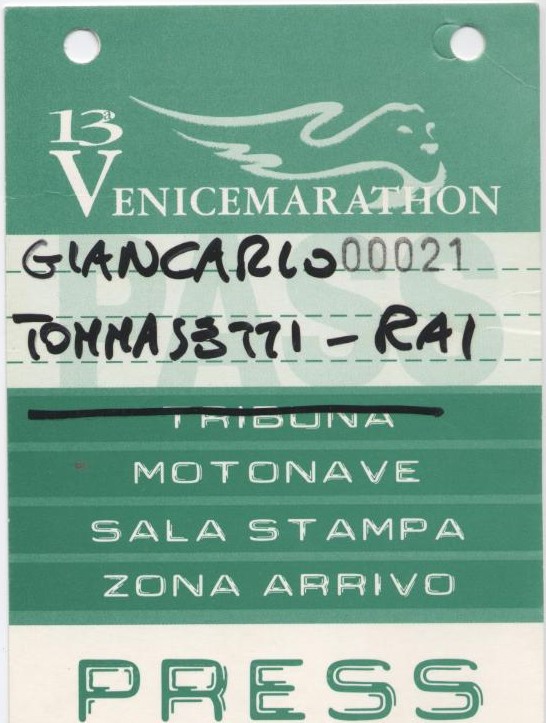 13ª
VENICEMARATHON
PASS
GIANCARLO 00021
TOMMASETTI - RAI
TRIBUNA
MOTONAVE
SALA STAMPA
ZONA ARRIVO
PRESS